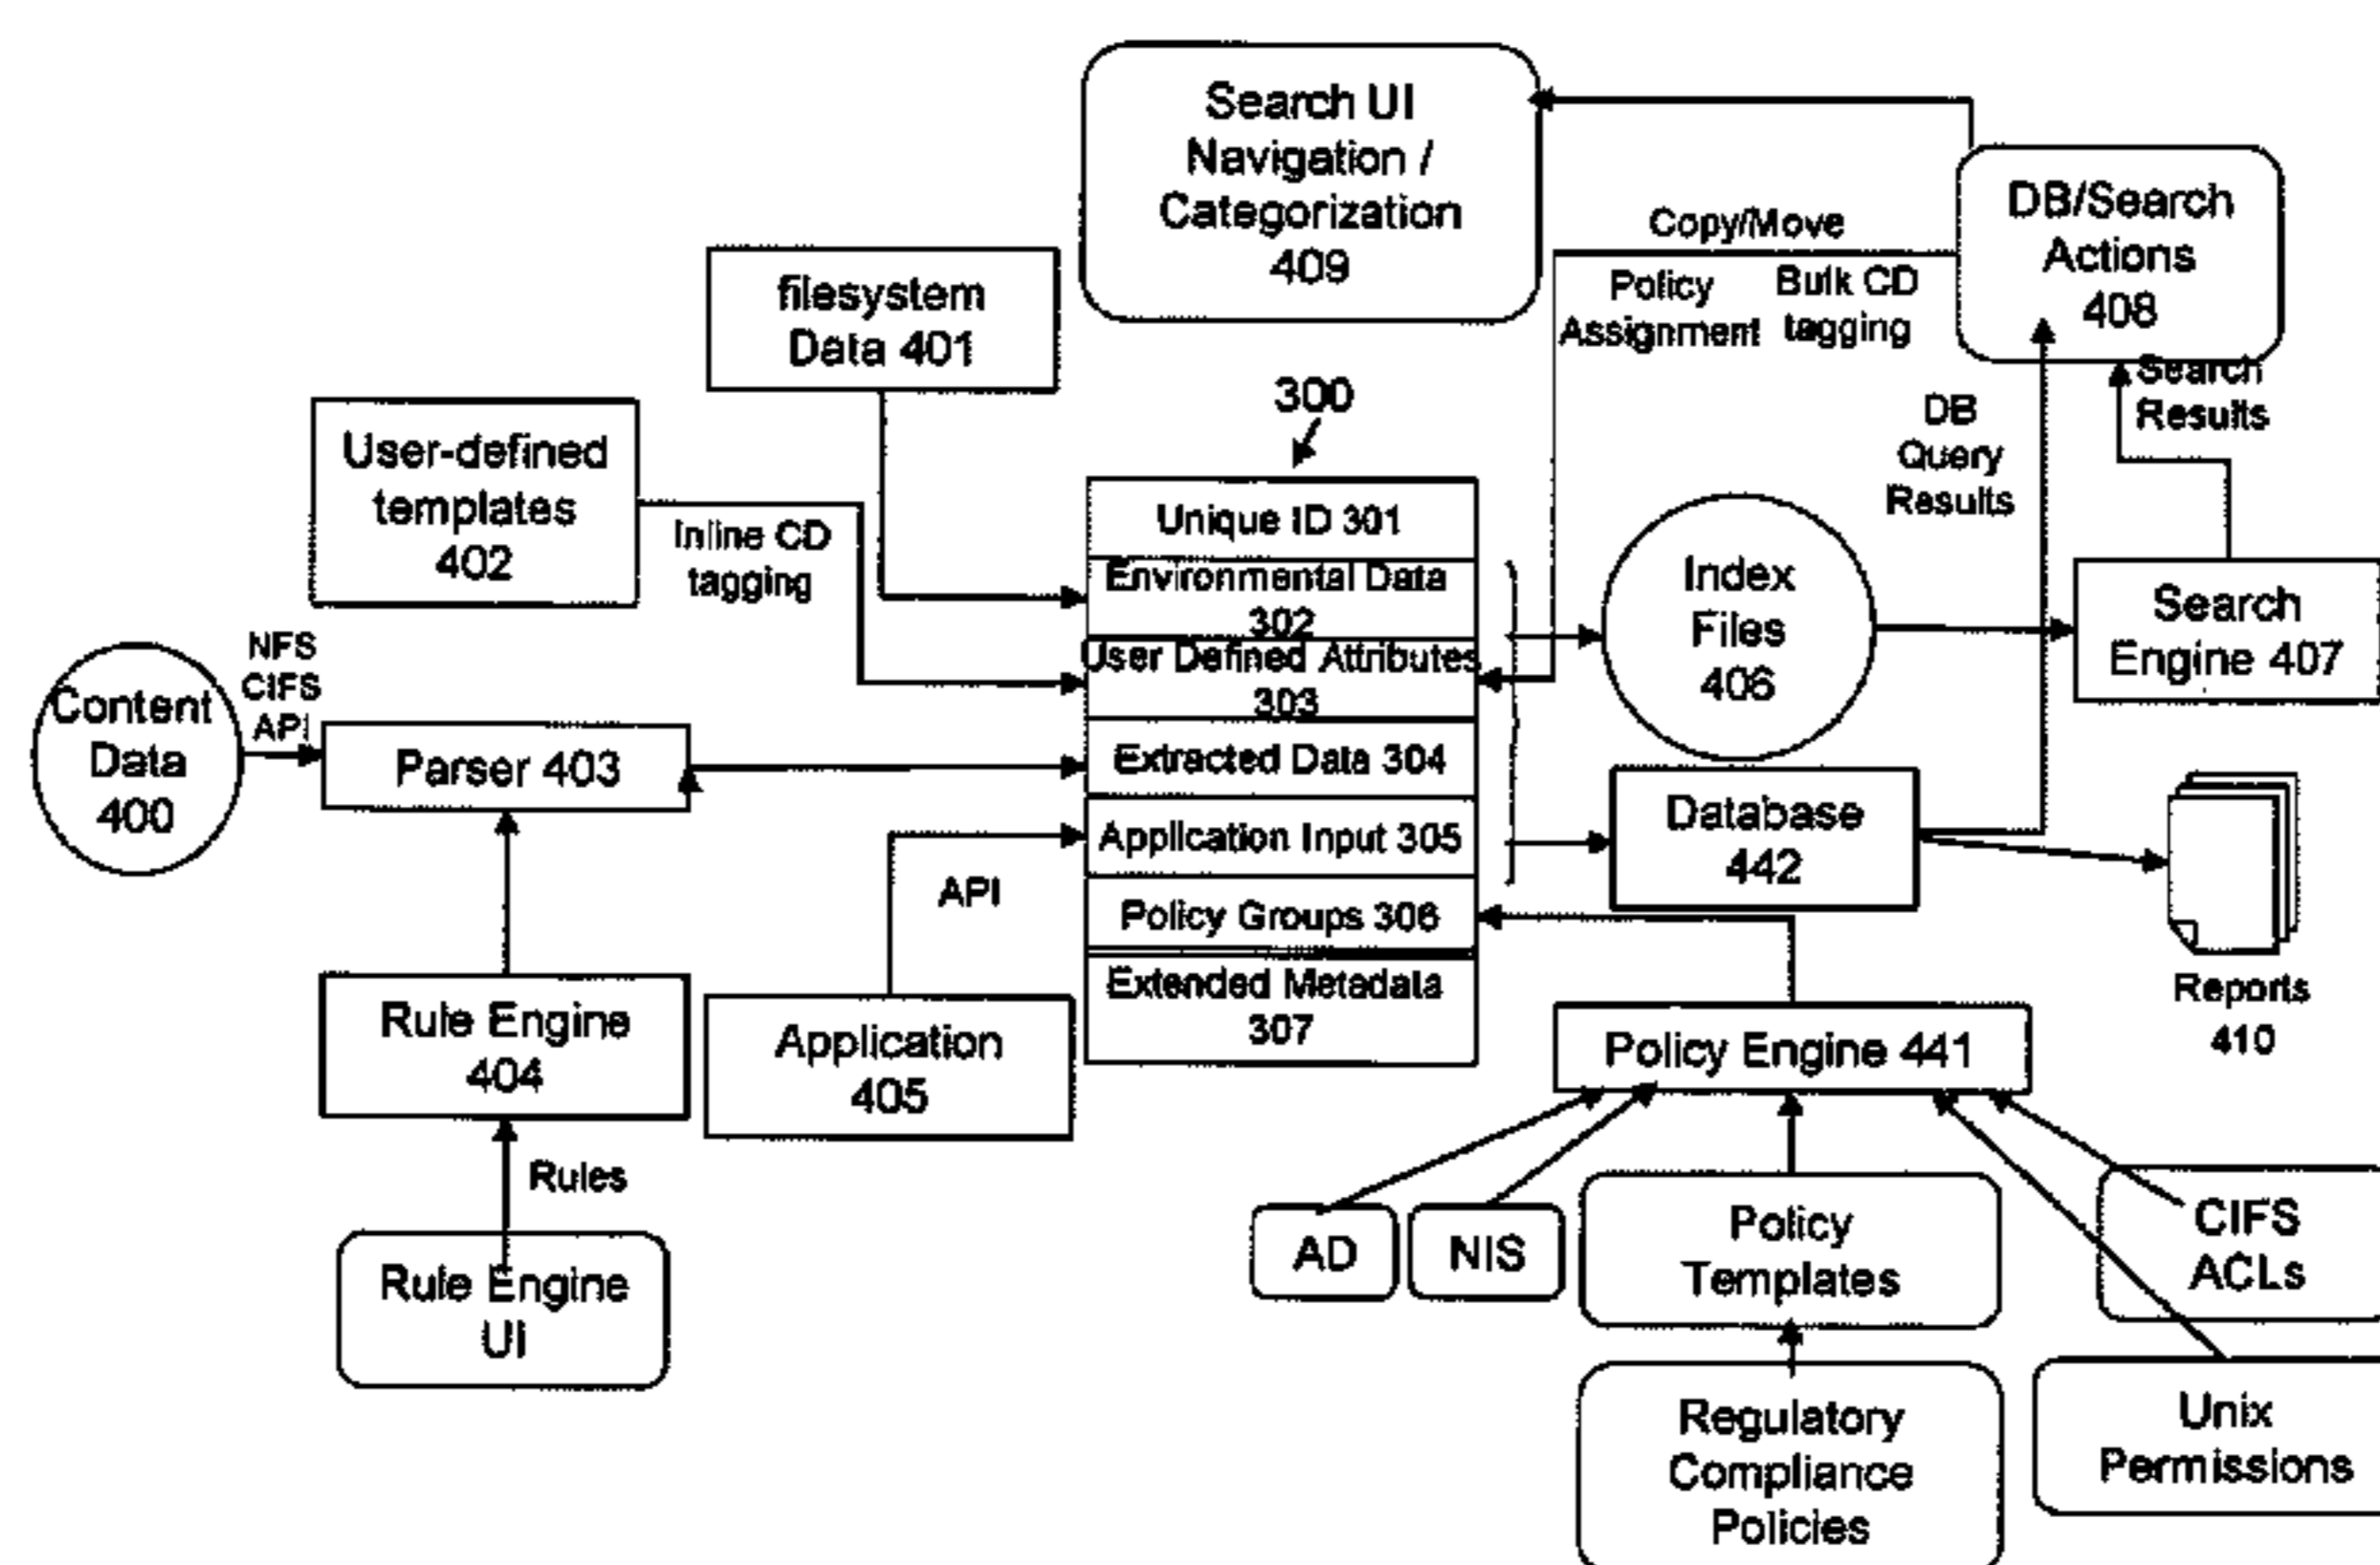 Search UI
Navigation /
Categorization
409
DB/Search
Actions
408
Copy/Move
Policy
Assignment
Bulk CD
tagging
filesystem
Data 401
Search
Results
DB
Query
Results
300
User-defined
templates
402
Inline CD
tagging
Unique ID 301
Environmental Data
302
User Defined Attributes
303
Extracted Data 304
Application Input 305
Policy Groups 306
Extended Metadata
307
Index
Files
406
Search
Engine 407
NFS
CIFS
API
Content
Data
400
Parser 403
Database
442
API
Reports
410
Rule Engine
404
Application
405
Policy Engine 441
Rules
Rule Engine
UI
AD
NIS
Policy
Templates
CIFS
ACLs
Regulatory
Compliance
Policies
Unix
Permissions